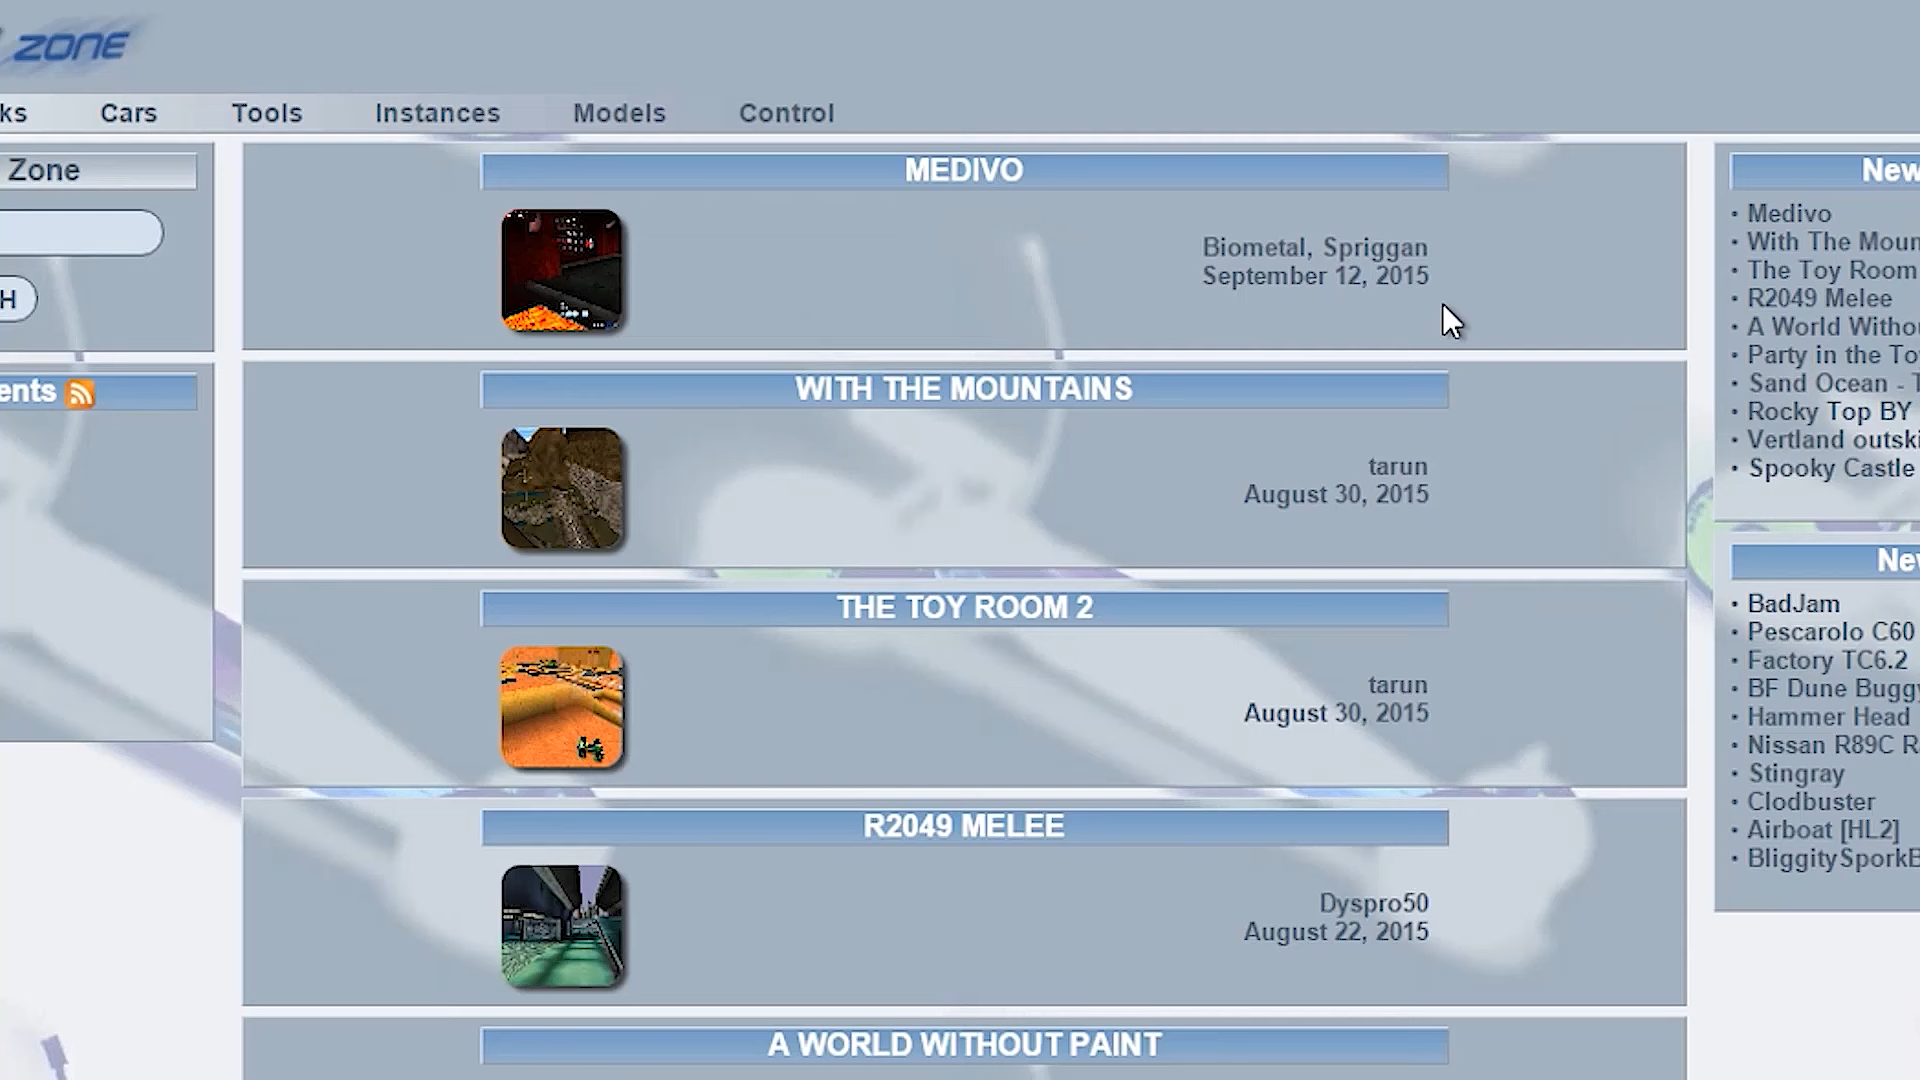 ZONE
ks Cars Tools Instances Models Control
Zone
H
ents
MEDIVO
Biometal, Spriggan
September 12, 2015
WITH THE MOUNTAINS
tarun
August 30, 2015
THE TOY ROOM 2
tarun
August 30, 2015
R2049 MELEE
Dyspro50
August 22, 2015
A WORLD WITHOUT PAINT
New
• Medivo
• With The Moun
• The Toy Room
• R2049 Melee
• A World Witho
• Party in the To
• Sand Ocean -
• Rocky Top BY
• Vertland outski
• Spooky Castle
Ne
• BadJam
• Pescarolo C60
• Factory TC6.2
• BF Dune Buggy
• Hammer Head
• Nissan R89C R
• Stingray
• Clodbuster
• Airboat [HL2]
• BliggitySpork